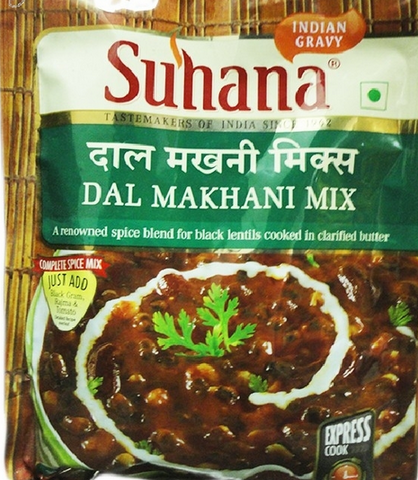 INDIAN
GRAVY
Suhana®
TASTEMAKERS OF INDIA SINCE
दाल मखनी मिक्स
DAL MAKHANI MIX
A renowned spice blend for black lentils cooked in clarified butter
COMPLETE SPICE MIX
JUST ADD
Black Gram,
Rajma &
Tomato
EXPRESS
COOK